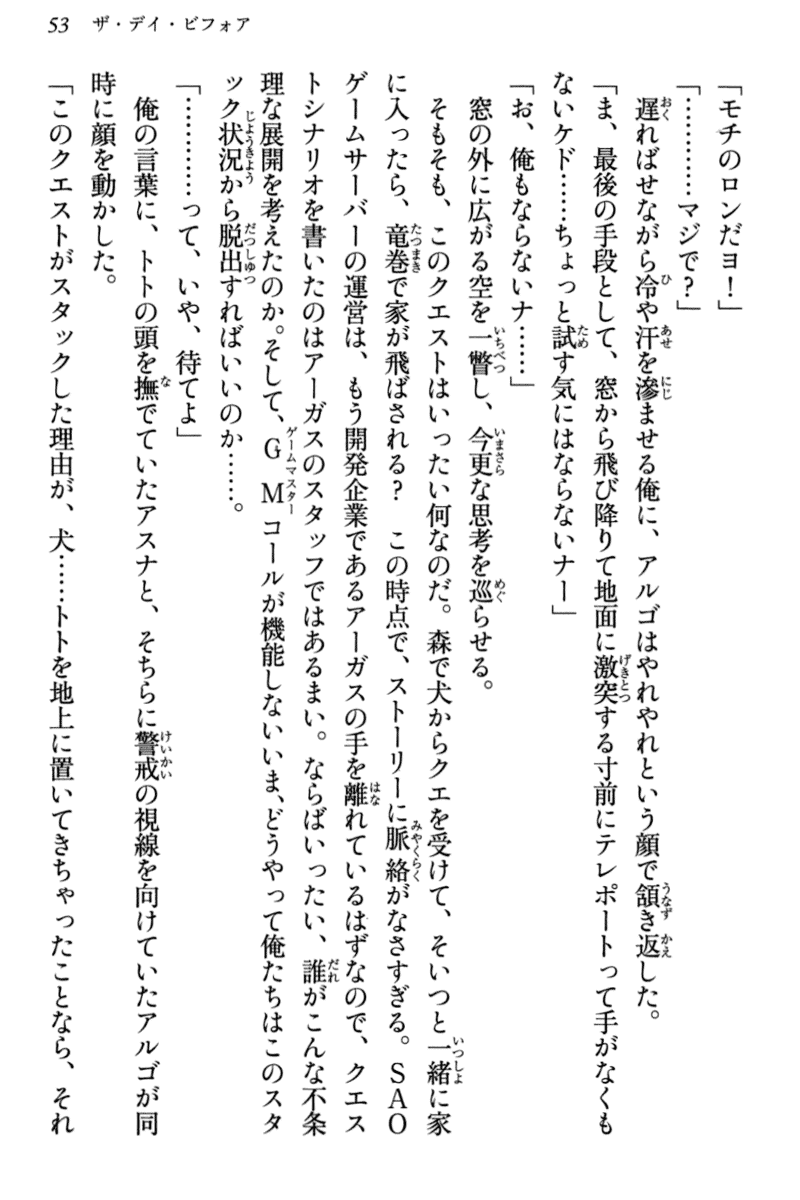 53　ザ・デイ・ビフォア
「モチのロンだヨ！」
「…………マジで？」
　遅ればせながら冷や汗を滲ませる俺に、アルゴはやれやれという顔で頷き返した。
「ま、最後の手段として、窓から飛び降りて地面に激突する寸前にテレポートって手がなくも
ないケド……ちょっと試す気にはならないナー」
「お、俺もならないナ……」
　窓の外に広がる空を一瞥し、今更な思考を巡らせる。
　そもそも、このクエストはいったい何なのだ。森で犬からクエを受けて、そいつと一緒に家
に入ったら、竜巻で家が飛ばされる？　この時点で、ストーリーに脈絡がなさすぎる。ＳＡＯ
ゲームサーバーの運営は、もう開発企業であるアーガスの手を離れているはずなので、クエス
トシナリオを書いたのはアーガスのスタッフではあるまい。ならばいったい、誰がこんな不条
理な展開を考えたのか。そして、ＧＭコールが機能しないいま、どうやって俺たちはこのスタ
ック状況から脱出すればいいのか……。
「…………って、いや、待てよ」
　俺の言葉に、トトの頭を撫でていたアスナと、そちらに警戒の視線を向けていたアルゴが同
時に顔を動かした。
「このクエストがスタックした理由が、犬……トトを地上に置いてきちゃったことなら、それ